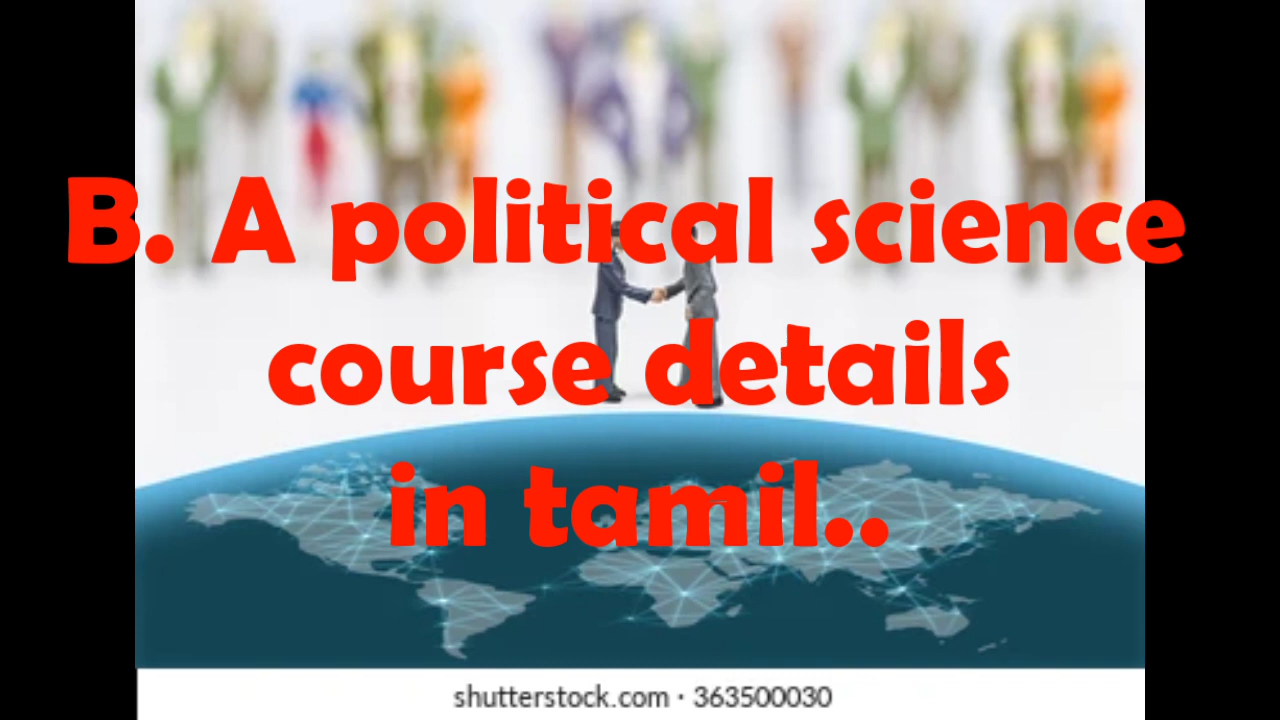 B. A political science
course details
in tamil..
shutterstock.com · 363500030